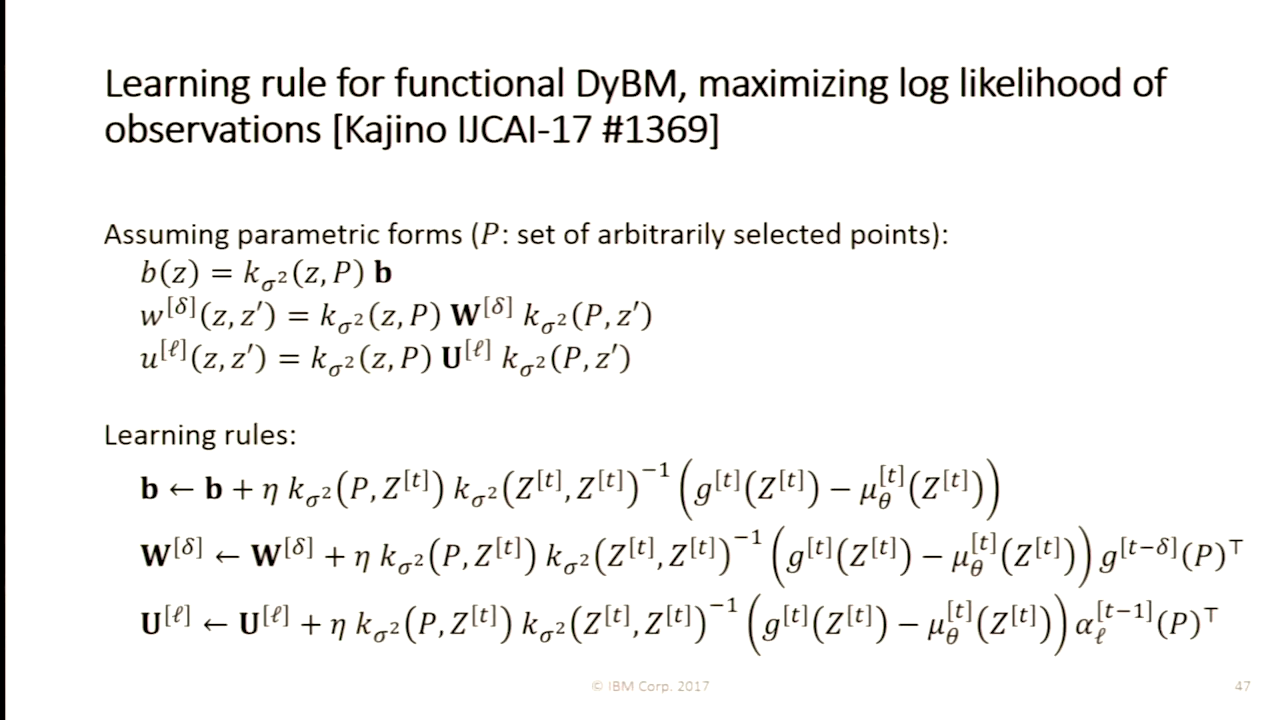 Learning rule for functional DyBM, maximizing log likelihood of
observations [Kajino IJCAI-17 #1369]
Assuming parametric forms (P: set of arbitrarily selected points):
b(z) = k_{σ²}(z, P) 𝐛
w^{[δ]}(z, z′) = k_{σ²}(z, P) 𝐖^{[δ]} k_{σ²}(P, z′)
u^{[ℓ]}(z, z′) = k_{σ²}(z, P) 𝐔^{[ℓ]} k_{σ²}(P, z′)
Learning rules:
𝐛 ← 𝐛 + η k_{σ²}(P, Z^{[t]}) k_{σ²}(Z^{[t]}, Z^{[t]})^{−1} (g^{[t]}(Z^{[t]}) − μ_θ^{[t]}(Z^{[t]}))
𝐖^{[δ]} ← 𝐖^{[δ]} + η k_{σ²}(P, Z^{[t]}) k_{σ²}(Z^{[t]}, Z^{[t]})^{−1} (g^{[t]}(Z^{[t]}) − μ_θ^{[t]}(Z^{[t]})) g^{[t−δ]}(P)^⊤
𝐔^{[ℓ]} ← 𝐔^{[ℓ]} + η k_{σ²}(P, Z^{[t]}) k_{σ²}(Z^{[t]}, Z^{[t]})^{−1} (g^{[t]}(Z^{[t]}) − μ_θ^{[t]}(Z^{[t]})) α_ℓ^{[t−1]}(P)^⊤
© IBM Corp. 2017
47